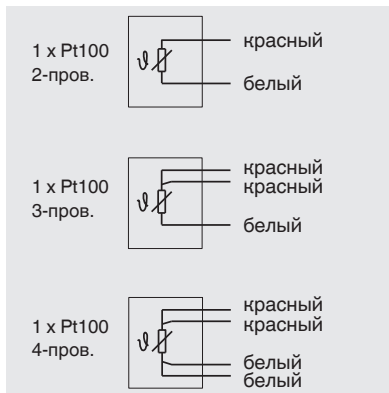 1 x Pt100
2-пров.
ϑ
красный
белый
1 x Pt100
3-пров.
ϑ
красный
красный
белый
1 x Pt100
4-пров.
ϑ
красный
красный
белый
белый